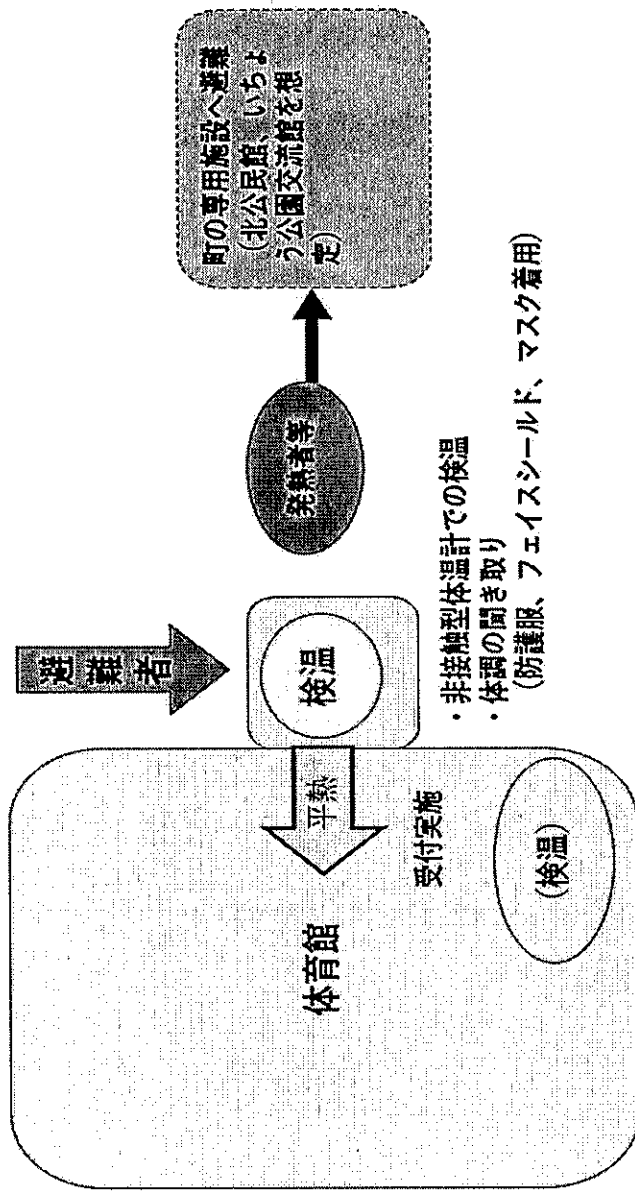 避難者
検温
平熱
体育館
受付実施
(検温)
発熱者等
町の専用施設へ避難
(北公民館、いちょ
う公園交流館を想
定)
・非接触型体温計での検温
・体調の聞き取り
(防護服、フェイスシールド、マスク着用)